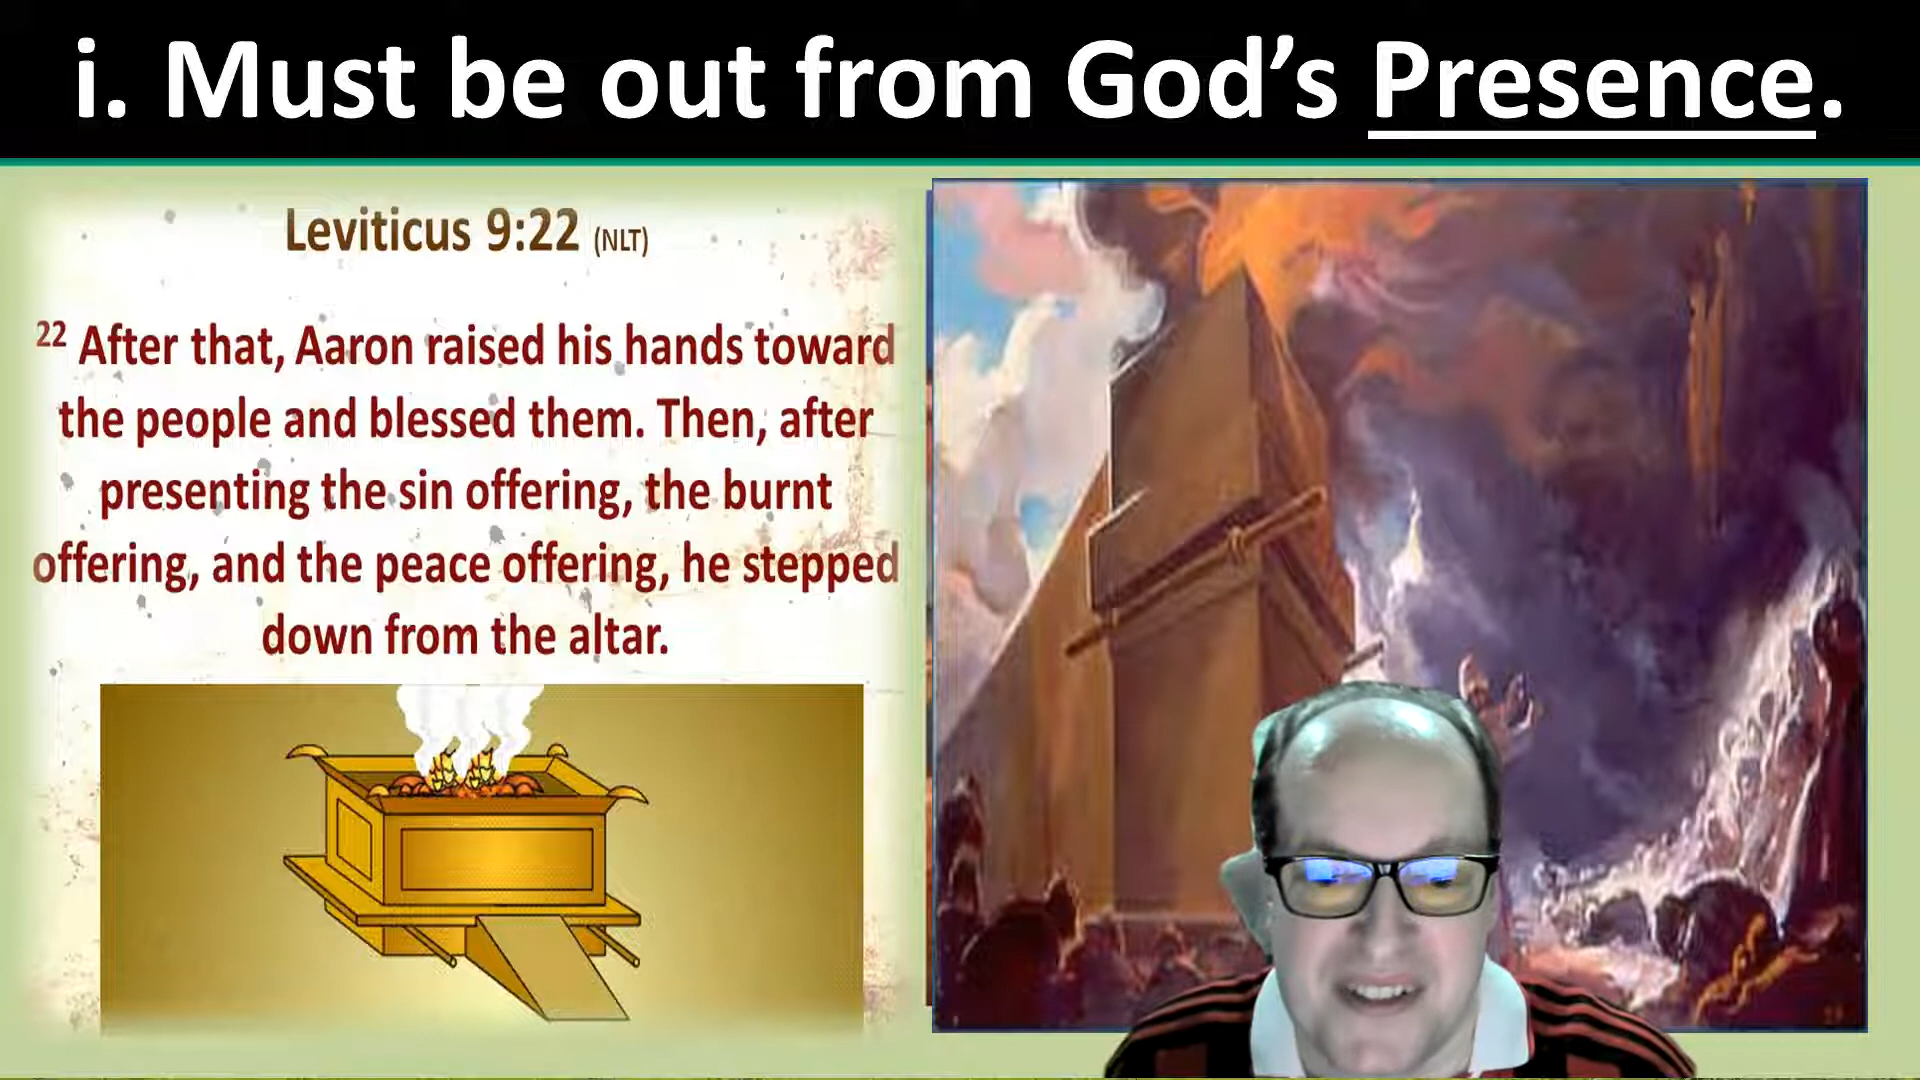 i. Must be out from God’s Presence.
Leviticus 9:22 (NLT)
22 After that, Aaron raised his hands toward
the people and blessed them. Then, after
presenting the sin offering, the burnt
offering, and the peace offering, he stepped
down from the altar.